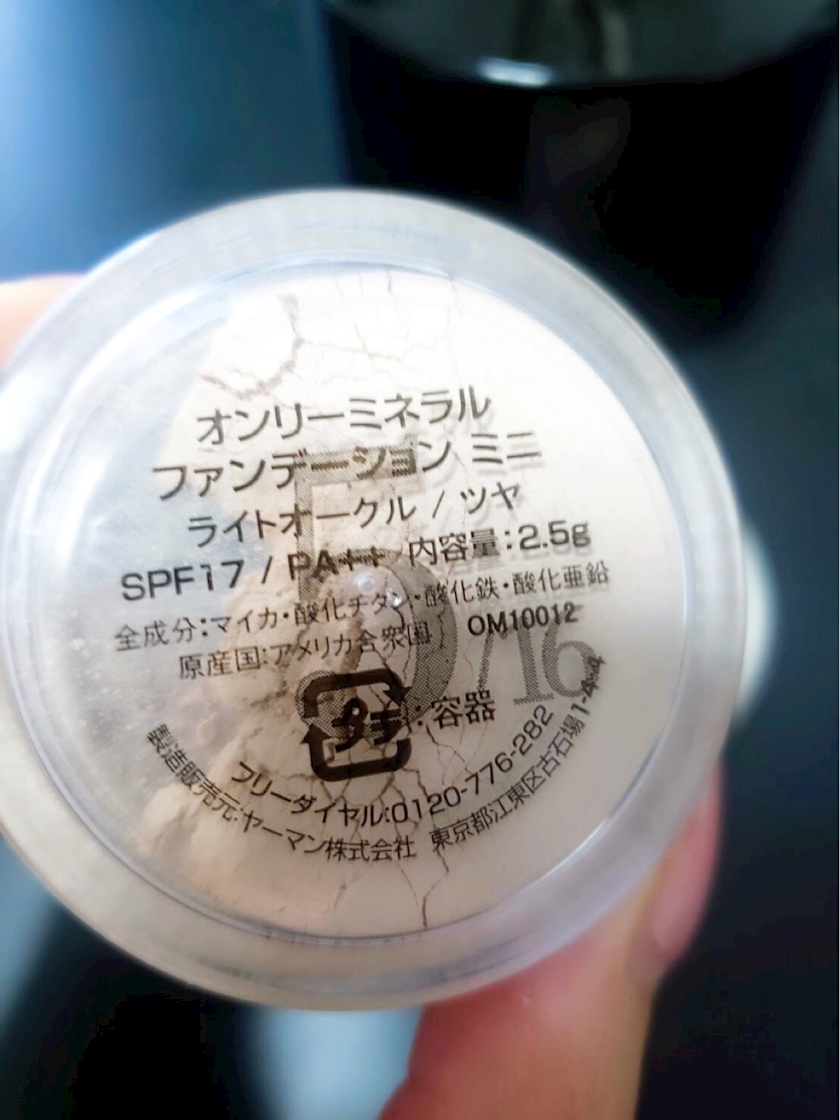 オンリーミネラル
ファンデーション ミニ
ライトオークル / ツヤ
SPF17 / PA++ 内容量:2.5g
全成分:マイカ・酸化チタン・酸化鉄・酸化亜鉛
原産国:アメリカ合衆国 OM10012
プラ :容器
フリーダイヤル:0120-776-282
製造販売元:ヤーマン株式会社 東京都江東区古石場1-4-4
/16